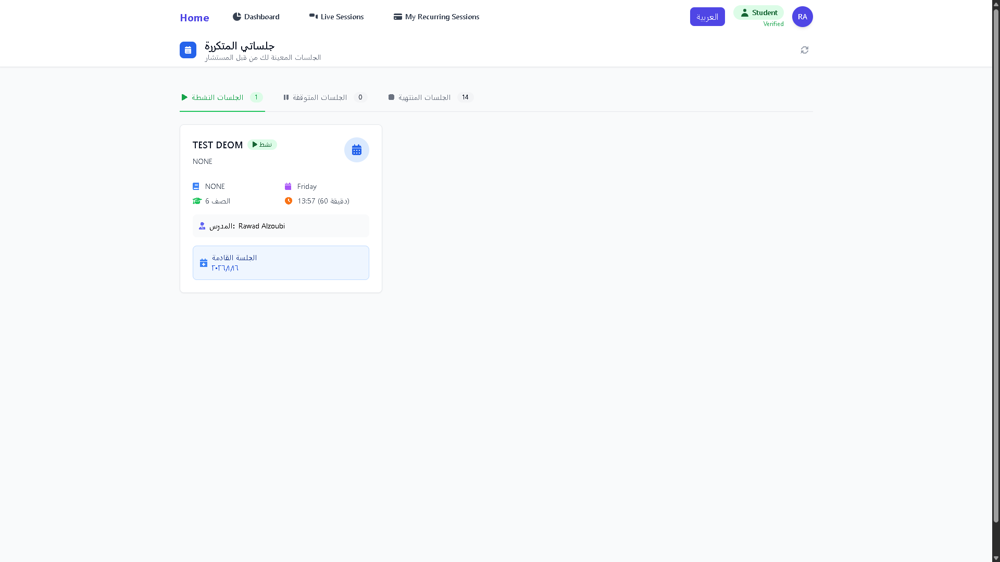 Home
Dashboard
Live Sessions
My Recurring Sessions
العربية
Student
Verified
RA
جلساتي المتكررة
الجلسات المعينة لك من قبل المستشار
الجلسات النشطة 1
الجلسات المتوقفة 0
الجلسات المنتهية 14
TEST DEOM
نشط
NONE
NONE
Friday
الصف 6
13:57 (60 دقيقة)
المدرس: Rawad Alzoubi
الجلسة القادمة
١٦‏/١‏/٢٠٢٦